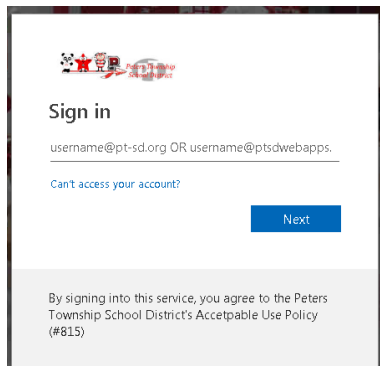 Peters Township
School District
Sign in
username@pt-sd.org OR username@ptsdwebapps.
Can't access your account?
Next
By signing into this service, you agree to the Peters
Township School District's Accetpable Use Policy
(#815)